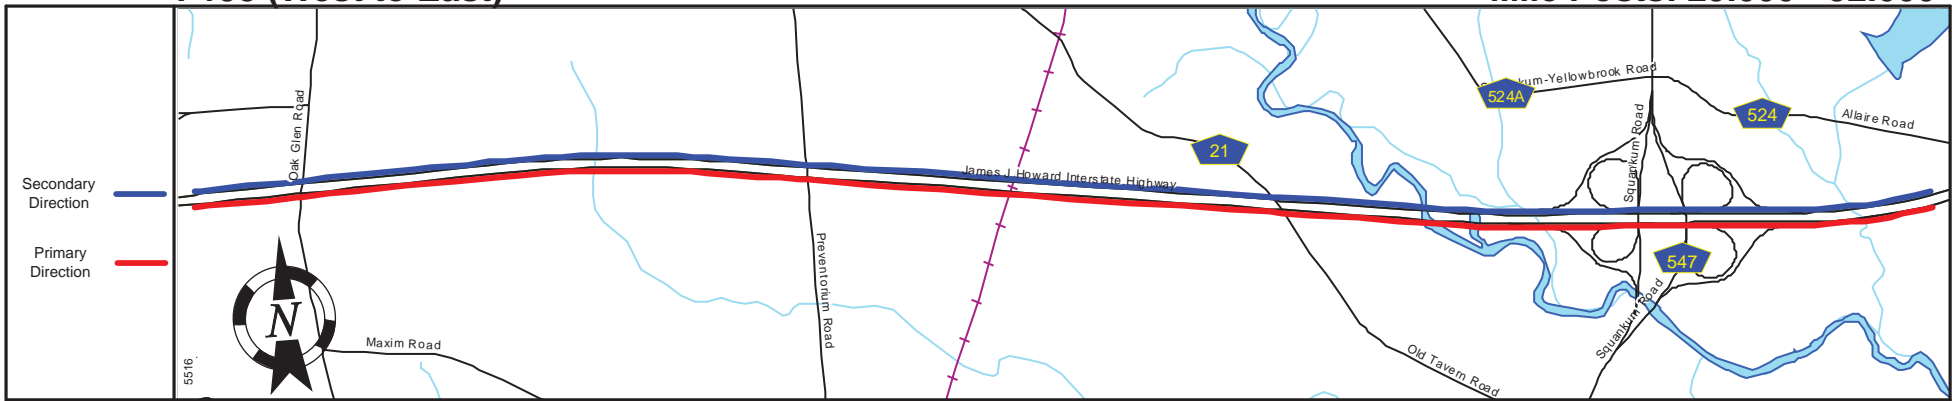 Secondary
Direction
Primary
Direction
Oak Glen Road
Maxim Road
5516
N
Preventorium Road
James J Howard Interstate Highway
21
Old Tavern Road
524A
kum-Yellowbrook Road
524
Allaire Road
Squankum Road
547
Squankum Road